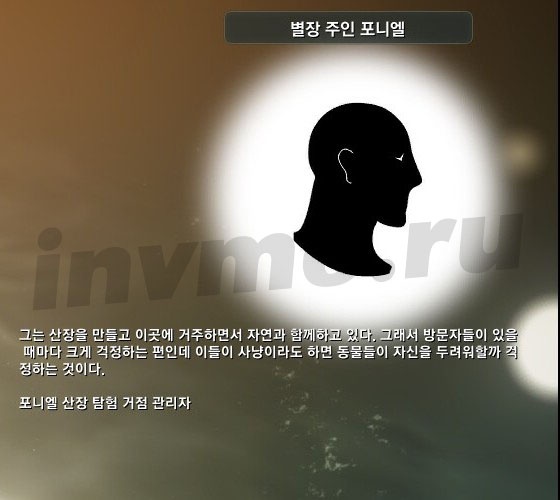 별장 주인 포니엘
invmo.ru
그는 산장을 만들고 이곳에 거주하면서 자연과 함께하고 있다. 그래서 방문자들이 있을
때마다 크게 걱정하는 편인데 이들이 사냥이라도 하면 동물들이 자신을 두려워할까 걱
정하는 것이다.
포니엘 산장 탐험 거점 관리자